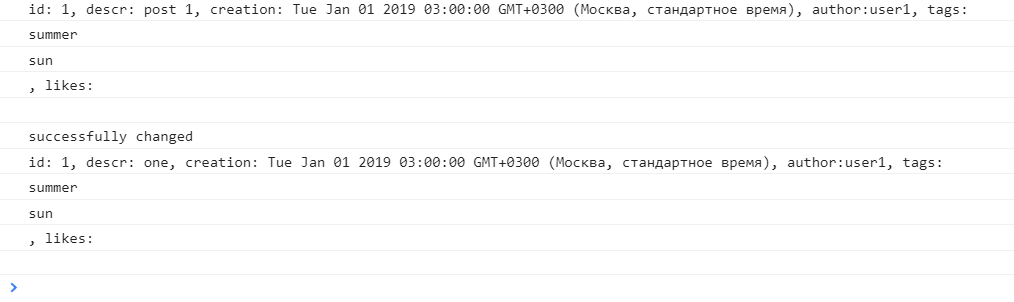 id: 1, descr: post 1, creation: Tue Jan 01 2019 03:00:00 GMT+0300 (Москва, стандартное время), author:user1, tags:
summer
sun
, likes:
successfully changed
id: 1, descr: one, creation: Tue Jan 01 2019 03:00:00 GMT+0300 (Москва, стандартное время), author:user1, tags:
summer
sun
, likes: